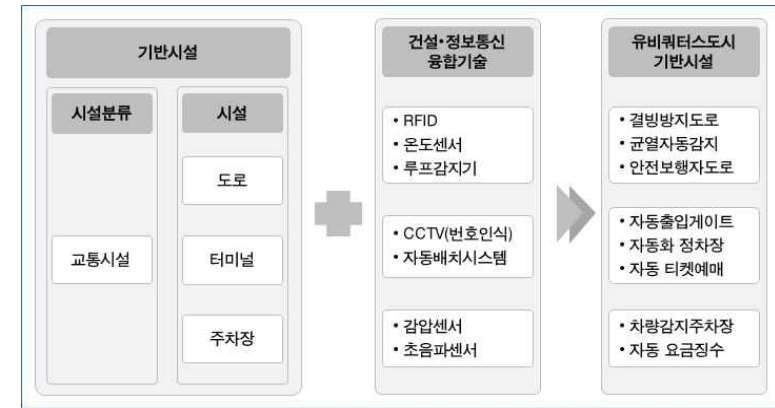 기반시설
시설분류
시설
도로
교통시설
터미널
주차장
건설·정보통신
융합기술
• RFID
• 온도센서
• 루프감지기
• CCTV(번호인식)
• 자동배치시스템
• 감압센서
• 초음파센서
유비쿼터스도시
기반시설
• 결빙방지도로
• 균열자동감지
• 안전보행자도로
• 자동출입게이트
• 자동화 정차장
• 자동 티켓예매
• 차량감지주차장
• 자동 요금징수